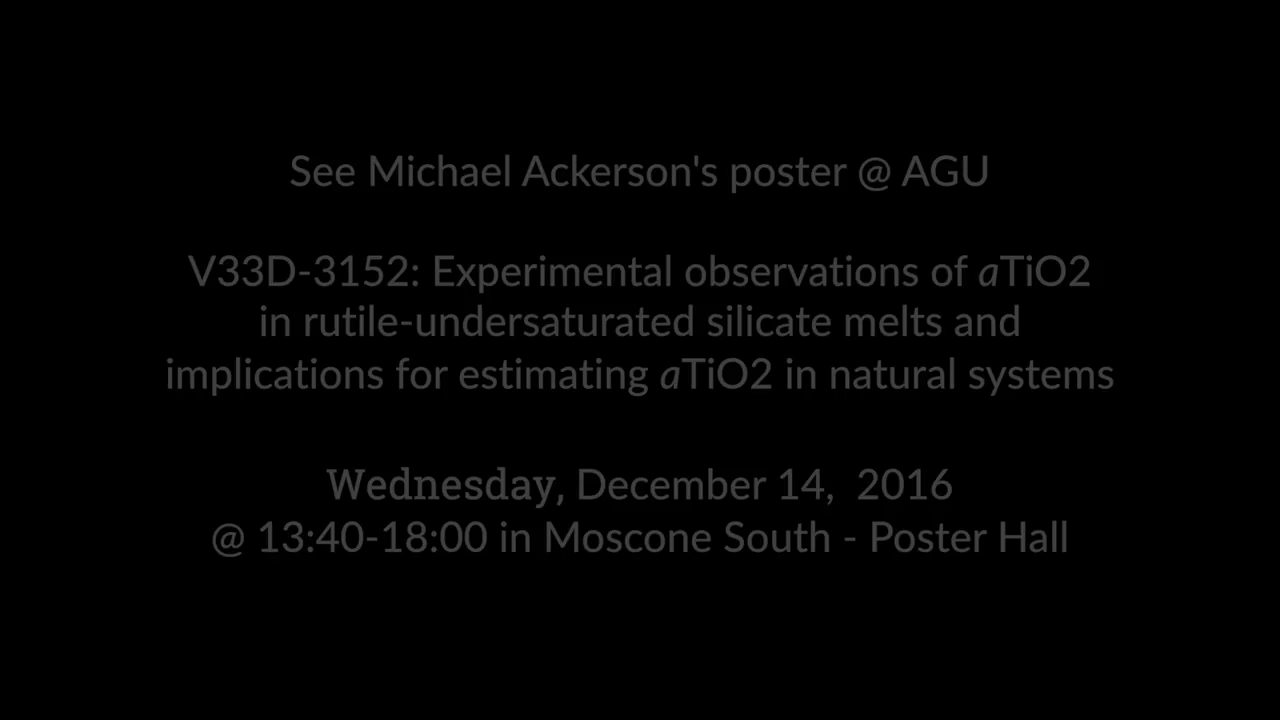 See Michael Ackerson's poster @ AGU
V33D-3152: Experimental observations of aTiO2
in rutile-undersaturated silicate melts and
implications for estimating aTiO2 in natural systems
Wednesday, December 14,  2016
@ 13:40-18:00 in Moscone South - Poster Hall